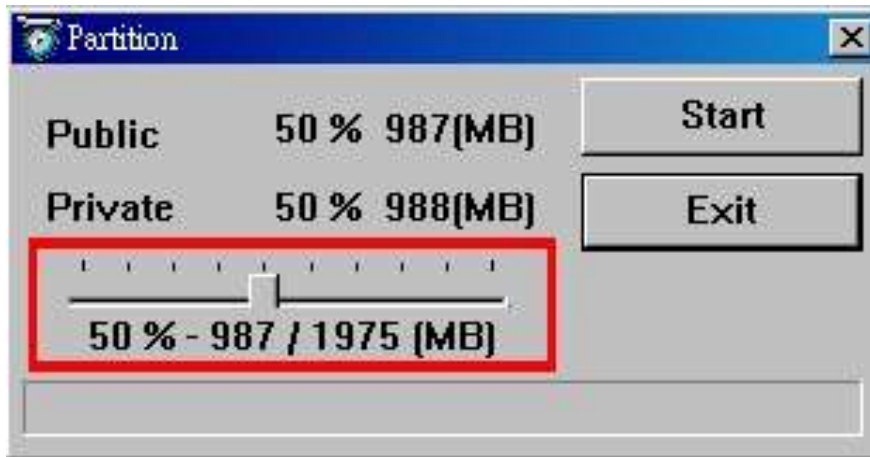 Partition
Public 50 % 987(MB) Start
Private 50 % 988(MB) Exit
50 % - 987 / 1975 (MB)